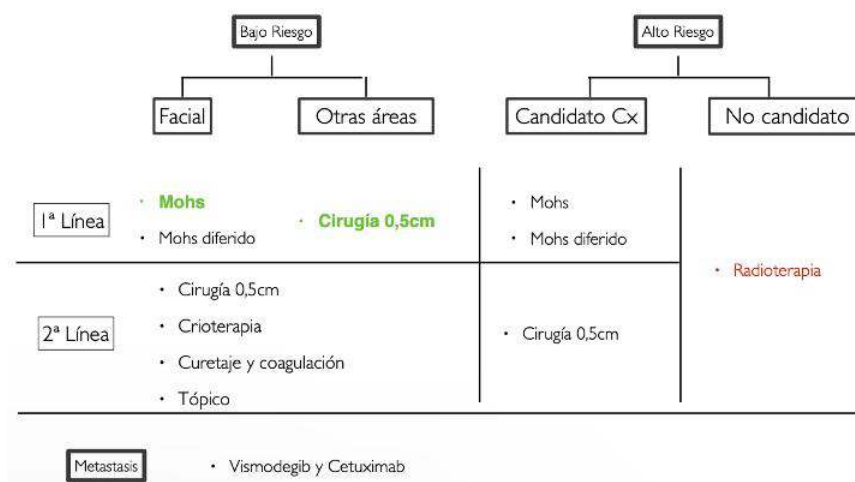 Bajo Riesgo
Alto Riesgo
Facial
Otras áreas
Candidato Cx
No candidato
1ª Línea
• Mohs
• Mohs diferido
• Cirugía 0,5cm
• Mohs
• Mohs diferido
• Radioterapia
2ª Línea
• Cirugía 0,5cm
• Crioterapia
• Curetaje y coagulación
• Tópico
• Cirugía 0,5cm
Metastasis
• Vismodegib y Cetuximab